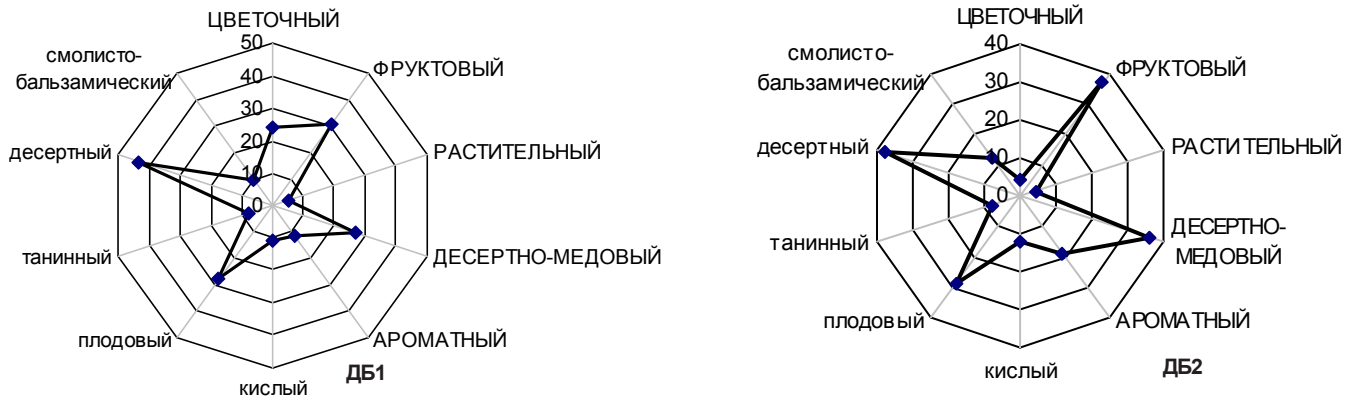 ЦВЕТОЧНЫЙ
50
40
30
20
10
0
ФРУКТОВЫЙ
РАСТИТЕЛЬНЫЙ
ДЕСЕРТНО-МЕДОВЫЙ
АРОМАТНЫЙ
кислый
плодовый
танинный
десертный
смолисто-
бальзамический
ДБ1
ЦВЕТОЧНЫЙ
40
30
20
10
0
ФРУКТОВЫЙ
РАСТИТЕЛЬНЫЙ
ДЕСЕРТНО-
МЕДОВЫЙ
АРОМАТНЫЙ
кислый
плодовый
танинный
десертный
смолисто-
бальзамический
ДБ2